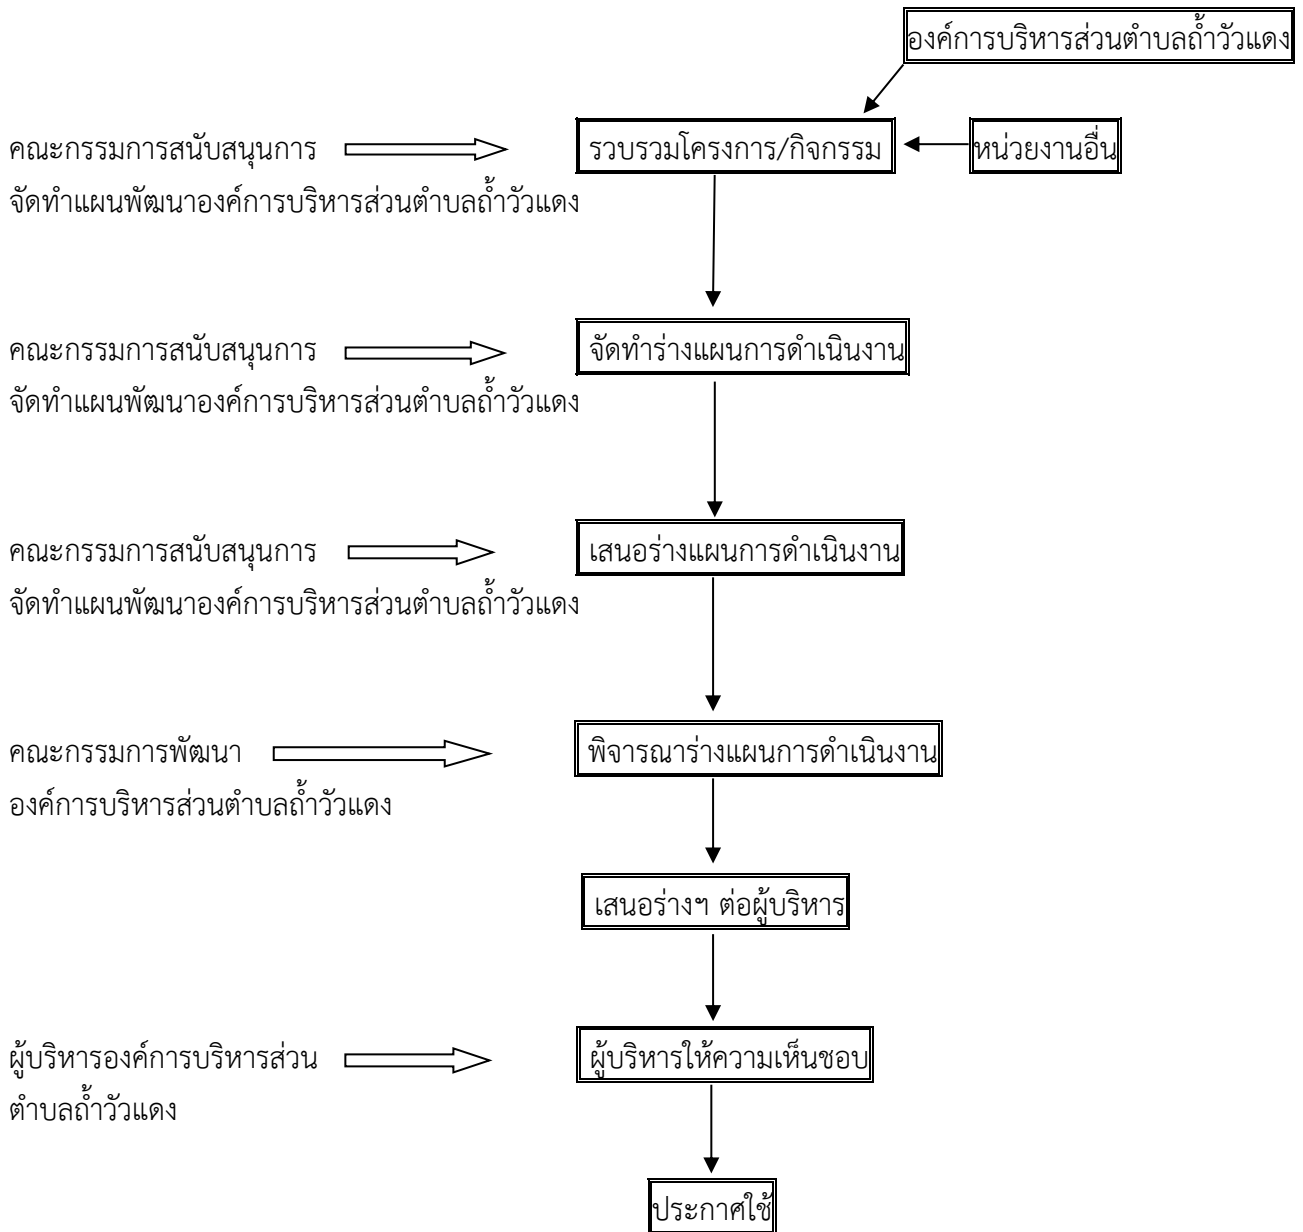 องค์การบริหารส่วนตำบลถ้ำวัวแดง
คณะกรรมการสนับสนุนการ
จัดทำแผนพัฒนาองค์การบริหารส่วนตำบลถ้ำวัวแดง
รวบรวมโครงการ/กิจกรรม
หน่วยงานอื่น
คณะกรรมการสนับสนุนการ
จัดทำแผนพัฒนาองค์การบริหารส่วนตำบลถ้ำวัวแดง
จัดทำร่างแผนการดำเนินงาน
คณะกรรมการสนับสนุนการ
จัดทำแผนพัฒนาองค์การบริหารส่วนตำบลถ้ำวัวแดง
เสนอร่างแผนการดำเนินงาน
คณะกรรมการพัฒนา
องค์การบริหารส่วนตำบลถ้ำวัวแดง
พิจารณาร่างแผนการดำเนินงาน
เสนอร่างฯ ต่อผู้บริหาร
ผู้บริหารองค์การบริหารส่วน
ตำบลถ้ำวัวแดง
ผู้บริหารให้ความเห็นชอบ
ประกาศใช้